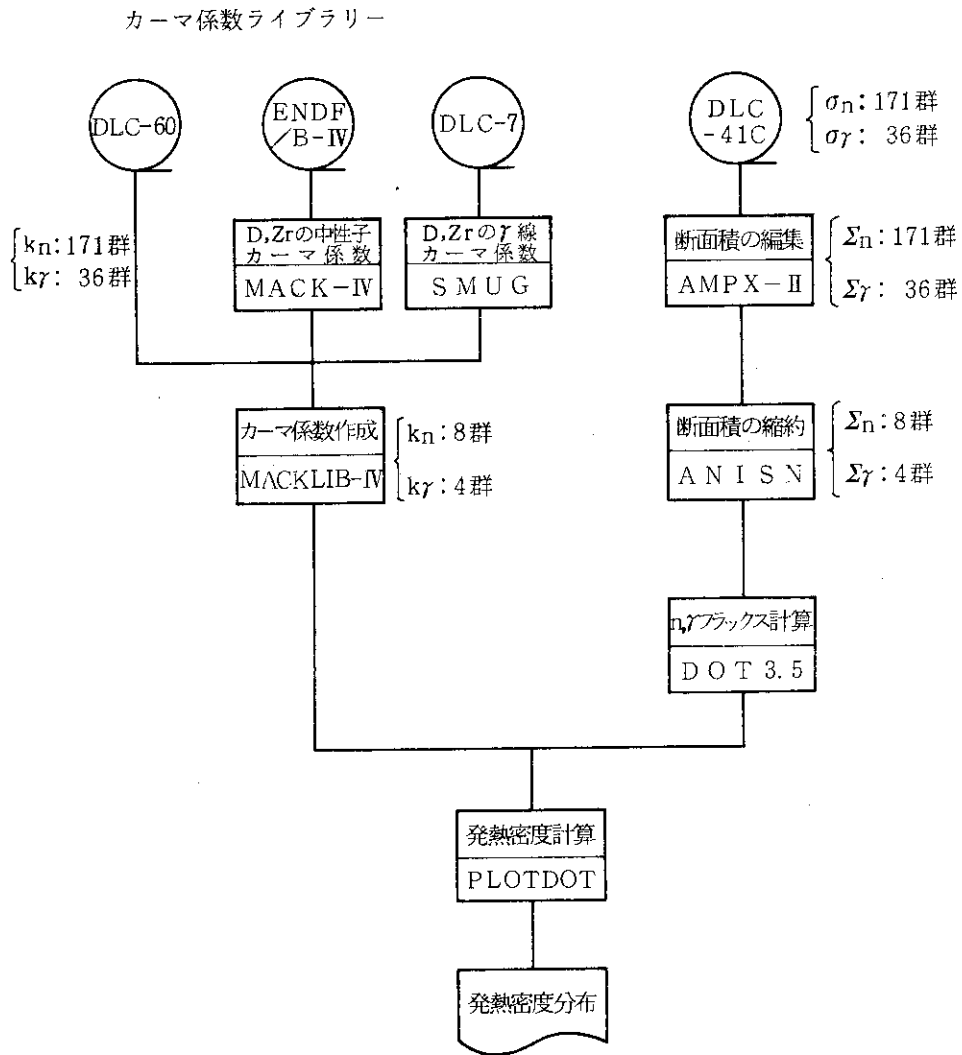 カーマ係数ライブラリー
DLC-60
ENDF
/B-Ⅳ
DLC-7
DLC
-41C
σn: 171群
σγ: 36群
kn: 171群
kγ: 36群
D,Zrの中性子
カーマ係数
MACK-Ⅳ
D,Zrのγ線
カーマ係数
SMUG
断面積の編集
AMPX-Ⅱ
Σn: 171群
Σγ: 36群
カーマ係数作成
MACKLIB-Ⅳ
kn: 8群
kγ: 4群
断面積の縮約
ANISN
Σn: 8群
Σγ: 4群
n,γフラックス計算
DOT 3.5
発熱密度計算
PLOTDOT
発熱密度分布